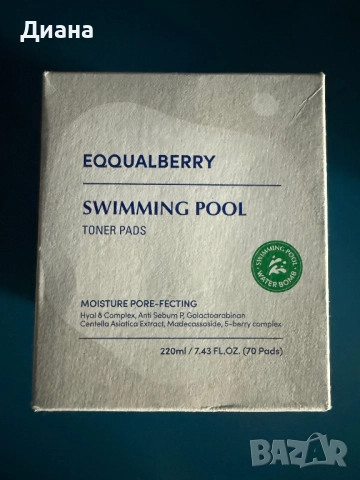 Диана
EQQUALBERRY
SWIMMING POOL
TONER PADS
SWIMMING POOL
WATER BOMB
MOISTURE PORE-FECTING
Hyal 8 Complex, Anti Sebum P, Galactoarabinan
Centella Asiatica Extract, Madecassoside, 5-berry complex
220ml / 7.43 FL.OZ. (70 Pads)
BAZAR